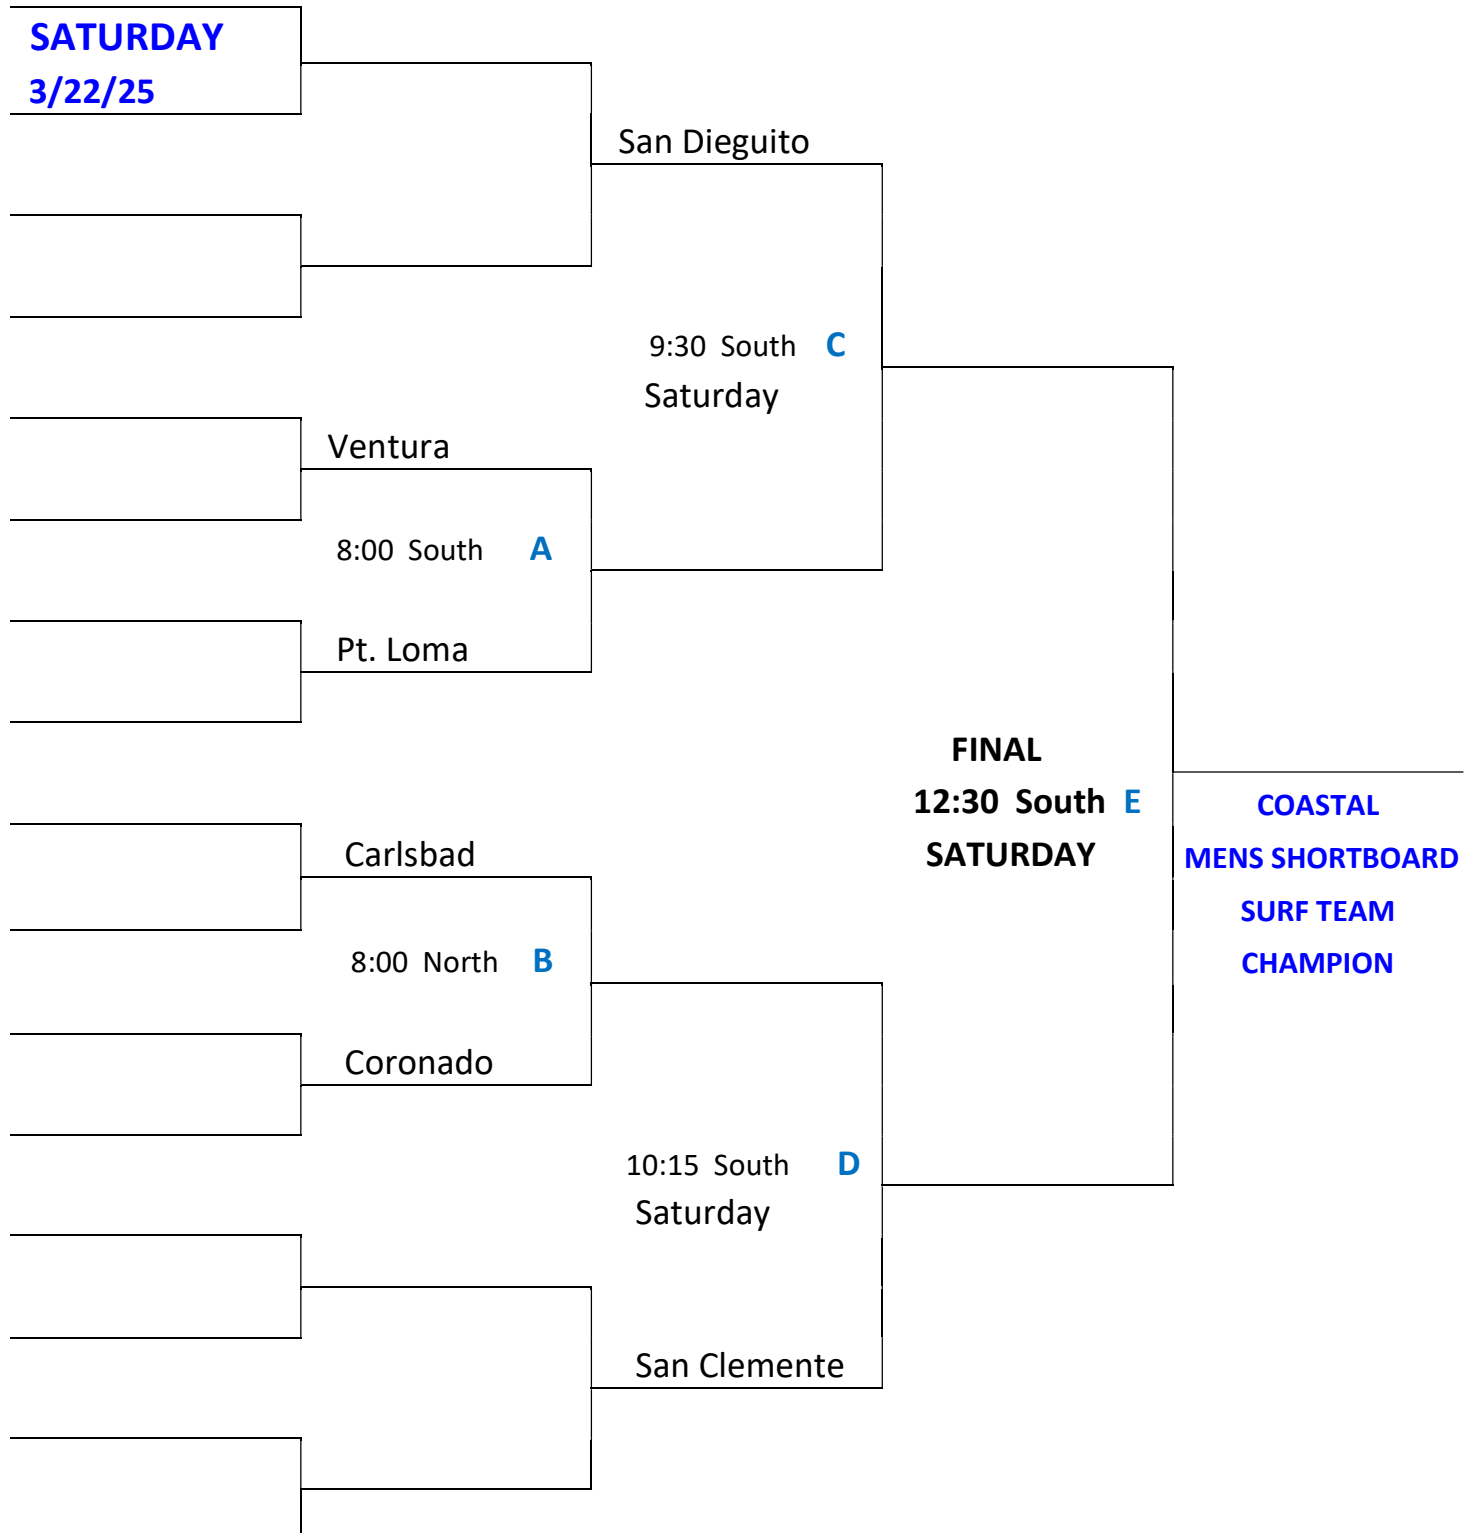 SATURDAY
3/22/25
San Dieguito
9:30 South C
Saturday
Ventura
8:00 South A
Pt. Loma
FINAL
12:30 South E
SATURDAY
COASTAL
MENS SHORTBOARD
SURF TEAM
CHAMPION
Carlsbad
8:00 North B
Coronado
10:15 South D
Saturday
San Clemente